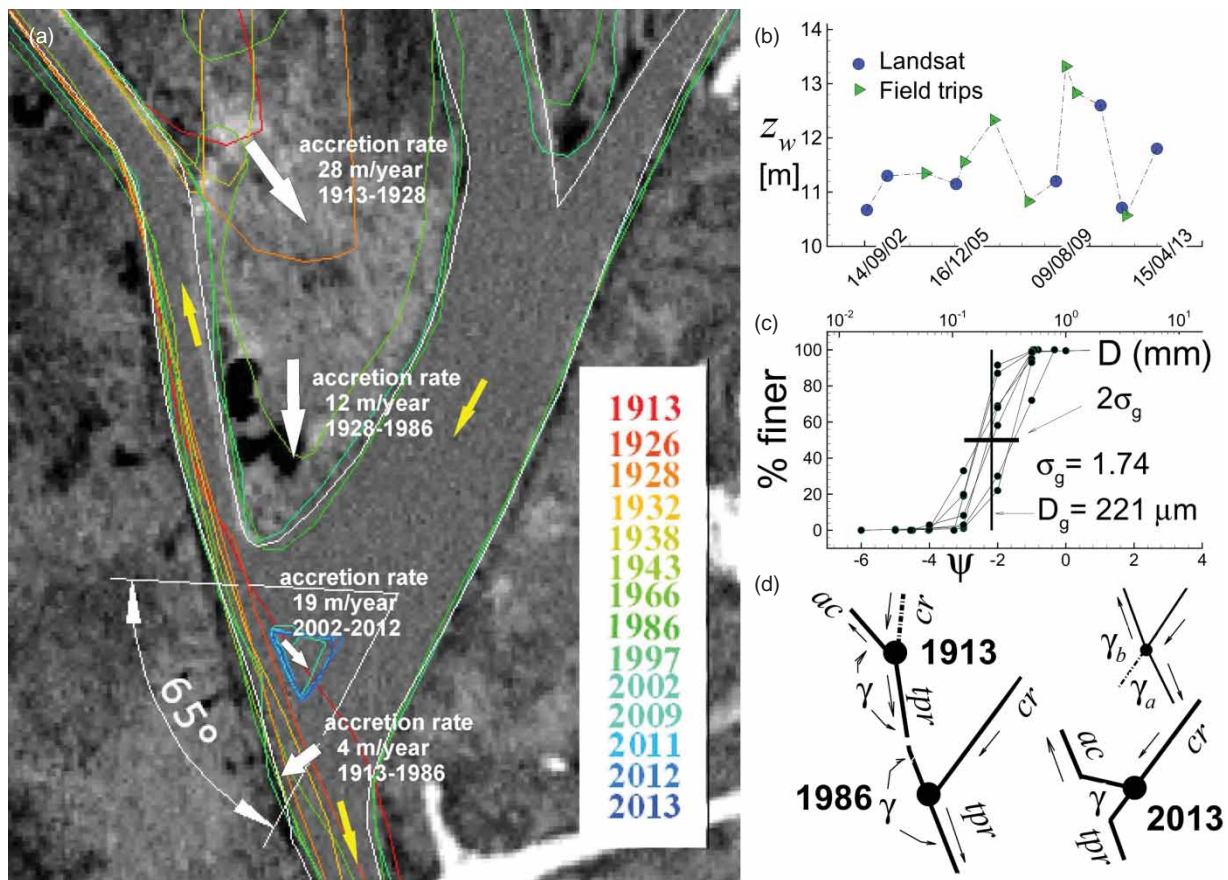 (a)
accretion rate
28 m/year
1913-1928
accretion rate
12 m/year
1928-1986
accretion rate
19 m/year
2002-2012
accretion rate
4 m/year
1913-1986
65º
1913
1926
1928
1932
1938
1943
1966
1986
1997
2002
2009
2011
2012
2013
(b)
14
13
12
11
10
z_w
[m]
Landsat
Field trips
14/09/02
16/12/05
09/08/09
15/04/13
(c)
10⁻² 10⁻¹ 10⁰ 10¹
D (mm)
100
80
60
40
20
0
% finer
2σ_g
σ_g = 1.74
D_g = 221 μm
-6 -4 -2 0 2 4
ψ
(d)
ac
cr
1913
γ
tpr
cr
1986
γ
tpr
γ_b
γ_a
ac
cr
γ
2013
tpr